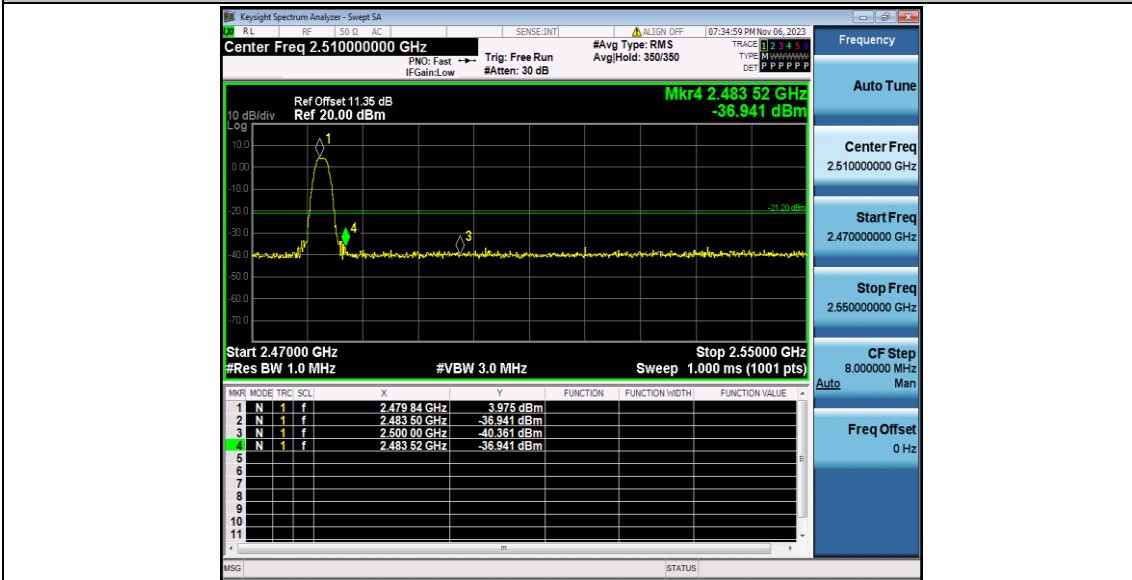 Keysight Spectrum Analyzer - Swept SA
RL RF 50 Ω AC SENSE:INT ALIGN OFF 07:34:59 PM Nov 06, 2023
Center Freq 2.510000000 GHz
PNO: Fast
IFGain:Low
Trig: Free Run
#Atten: 30 dB
#Avg Type: RMS
Avg|Hold: 350/350
TRACE 1 2 3 4 5 6
TYPE M
DET P P P P P P
Mkr4 2.483 52 GHz
-36.941 dBm
Ref Offset 11.35 dB
10 dB/div Ref 20.00 dBm
Log
10.0
0.00
-10.0
-20.0
-30.0
-40.0
-50.0
-60.0
-70.0
1
4
3
-21.20 dBm
Start 2.47000 GHz Stop 2.55000 GHz
#Res BW 1.0 MHz #VBW 3.0 MHz Sweep 1.000 ms (1001 pts)
MKR MODE TRC SCL X Y FUNCTION FUNCTION WIDTH FUNCTION VALUE
1 N 1 f 2.479 84 GHz 3.975 dBm
2 N 1 f 2.483 50 GHz -36.941 dBm
3 N 1 f 2.500 00 GHz -40.361 dBm
4 N 1 f 2.483 52 GHz -36.941 dBm
5
6
7
8
9
10
11
MSG STATUS
Frequency
Auto Tune
Center Freq
2.510000000 GHz
Start Freq
2.470000000 GHz
Stop Freq
2.550000000 GHz
CF Step
8.000000 MHz
Auto Man
Freq Offset
0 Hz